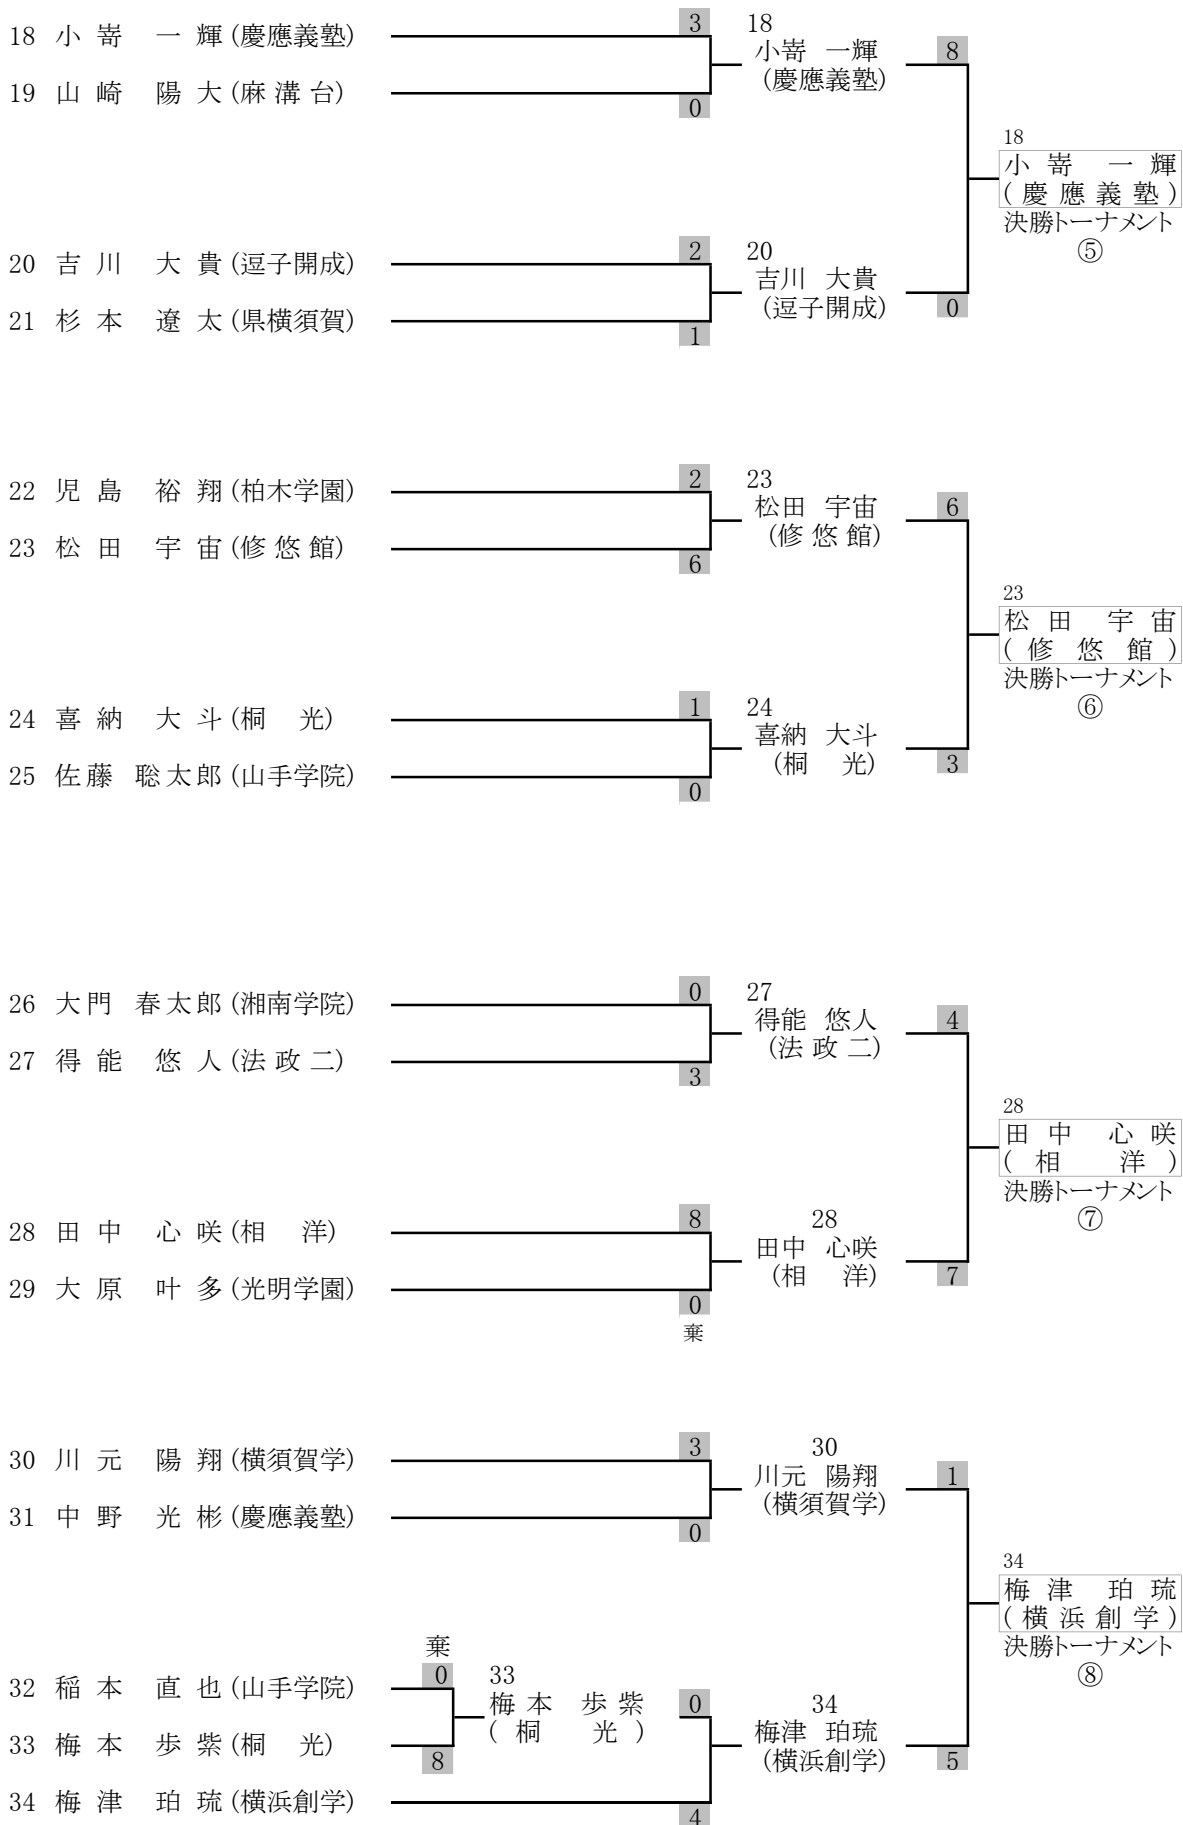 3 18
18 小嵜 一輝 (慶應義塾) 小嵜 一輝 8
(慶應義塾)
19 山崎 陽大 (麻溝台)
0
18
小嵜 一輝
(慶應義塾)
決勝トーナメント
⑤
2 20
20 吉川 大貴 (逗子開成) 吉川 大貴
(逗子開成) 0
21 杉本 遼太 (県横須賀)
1
2 23
22 児島 裕翔 (柏木学園) 松田 宇宙 6
(修悠館)
23 松田 宇宙 (修悠館)
6
23
松田 宇宙
(修悠館)
決勝トーナメント
⑥
1 24
24 喜納 大斗 (桐 光) 喜納 大斗
(桐 光) 3
25 佐藤 聡太郎 (山手学院)
0
0 27
26 大門 春太郎 (湘南学院) 得能 悠人 4
(法政二)
27 得能 悠人 (法政二)
3
28
田中 心咲
(相 洋)
決勝トーナメント
⑦
8 28
28 田中 心咲 (相 洋) 田中 心咲
(相 洋) 7
29 大原 叶多 (光明学園)
0
棄
3 30
30 川元 陽翔 (横須賀学) 川元 陽翔 1
(横須賀学)
31 中野 光彬 (慶應義塾)
0
34
梅津 珀琉
(横浜創学)
決勝トーナメント
⑧
棄
0 33
32 稲本 直也 (山手学院) 梅本 歩紫 0 34
(桐 光) 梅津 珀琉
33 梅本 歩紫 (桐 光) (横浜創学) 5
8
34 梅津 珀琉 (横浜創学)
4